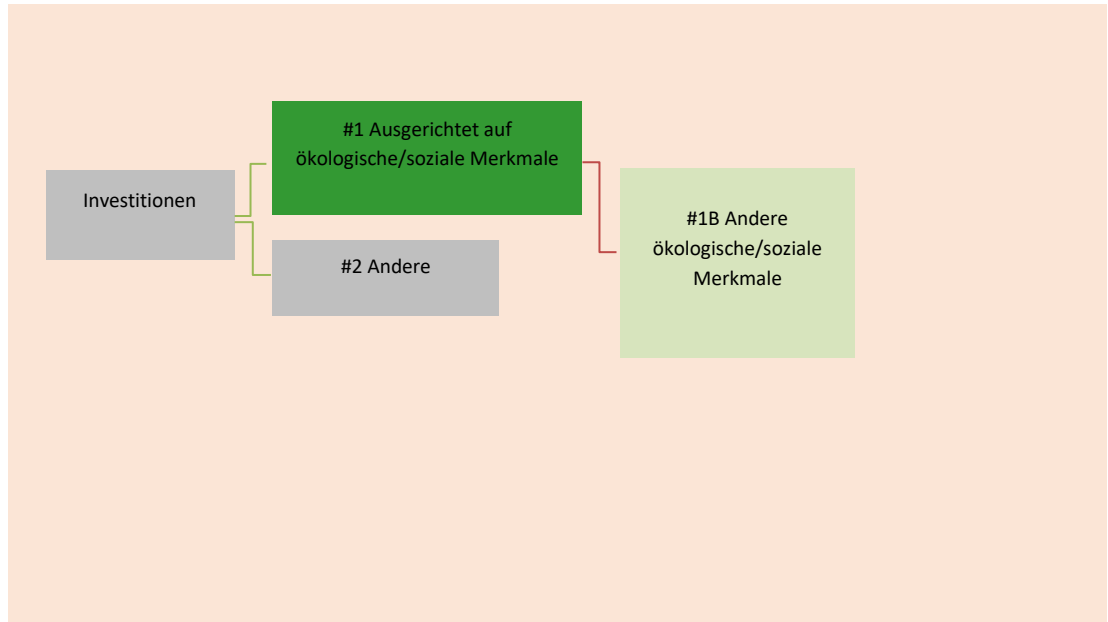 #1 Ausgerichtet auf
ökologische/soziale Merkmale
Investitionen
#2 Andere
#1B Andere
ökologische/soziale
Merkmale